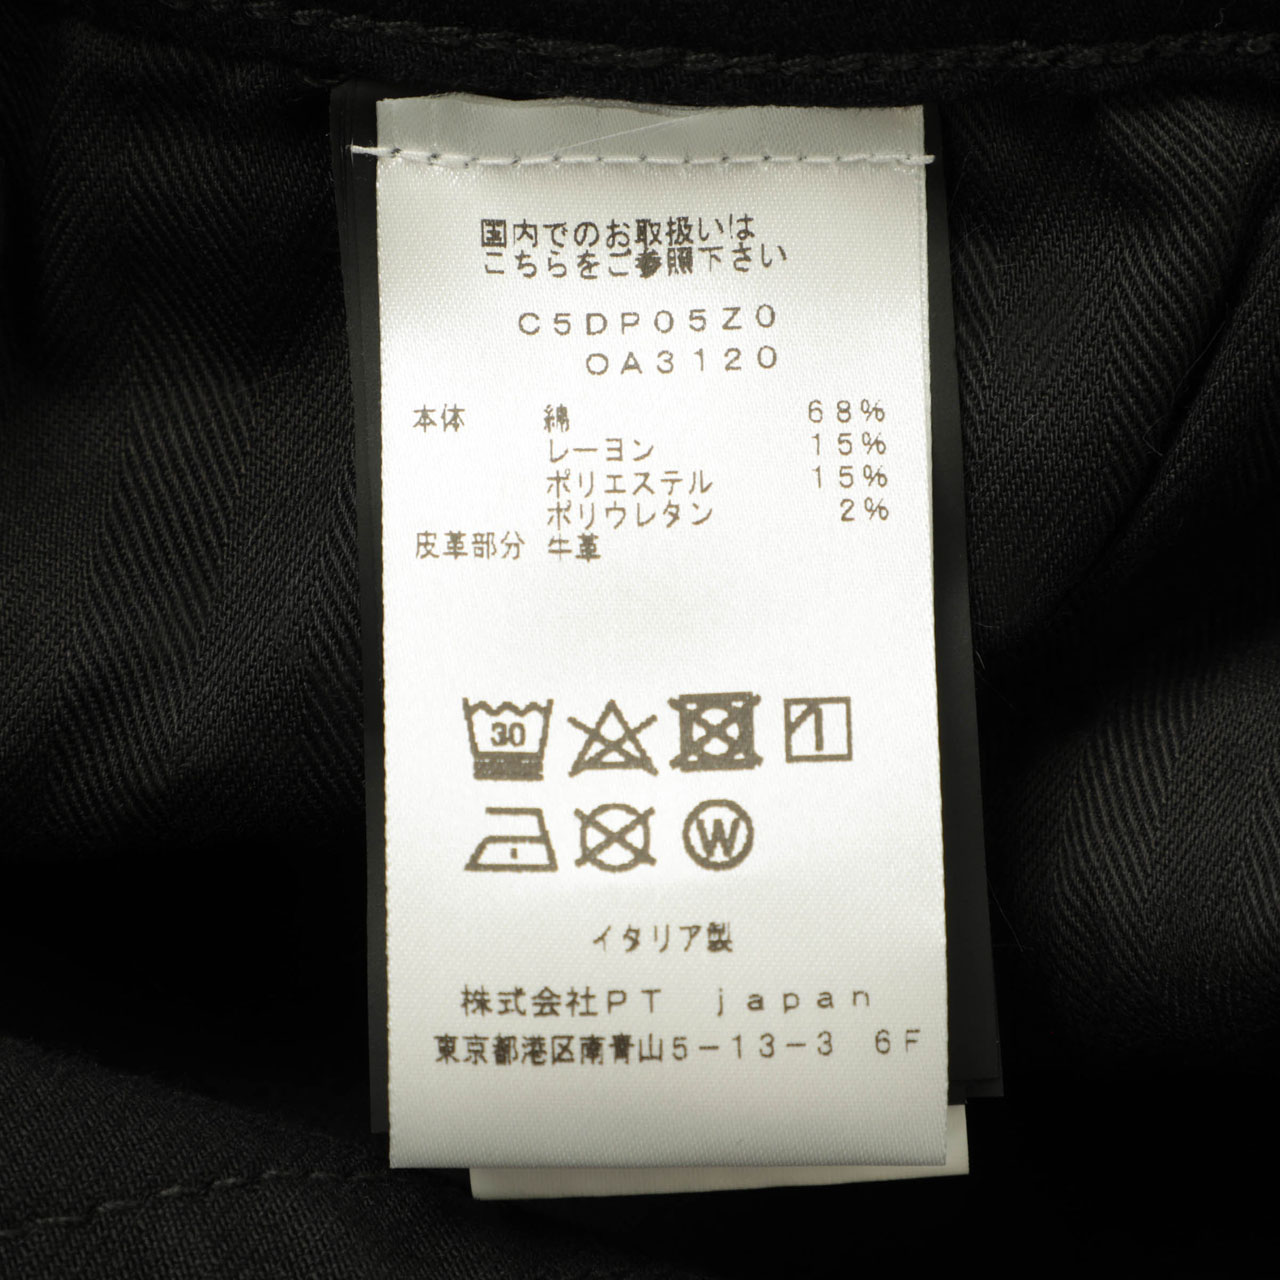 国内でのお取扱いは
こちらをご参照下さい
C5DP05Z0
OA3120
本体 綿 68%
レーヨン 15%
ポリエステル 15%
ポリウレタン 2%
皮革部分 牛革
30
W
イタリア製
株式会社PT japan
東京都港区南青山5-13-3 6F